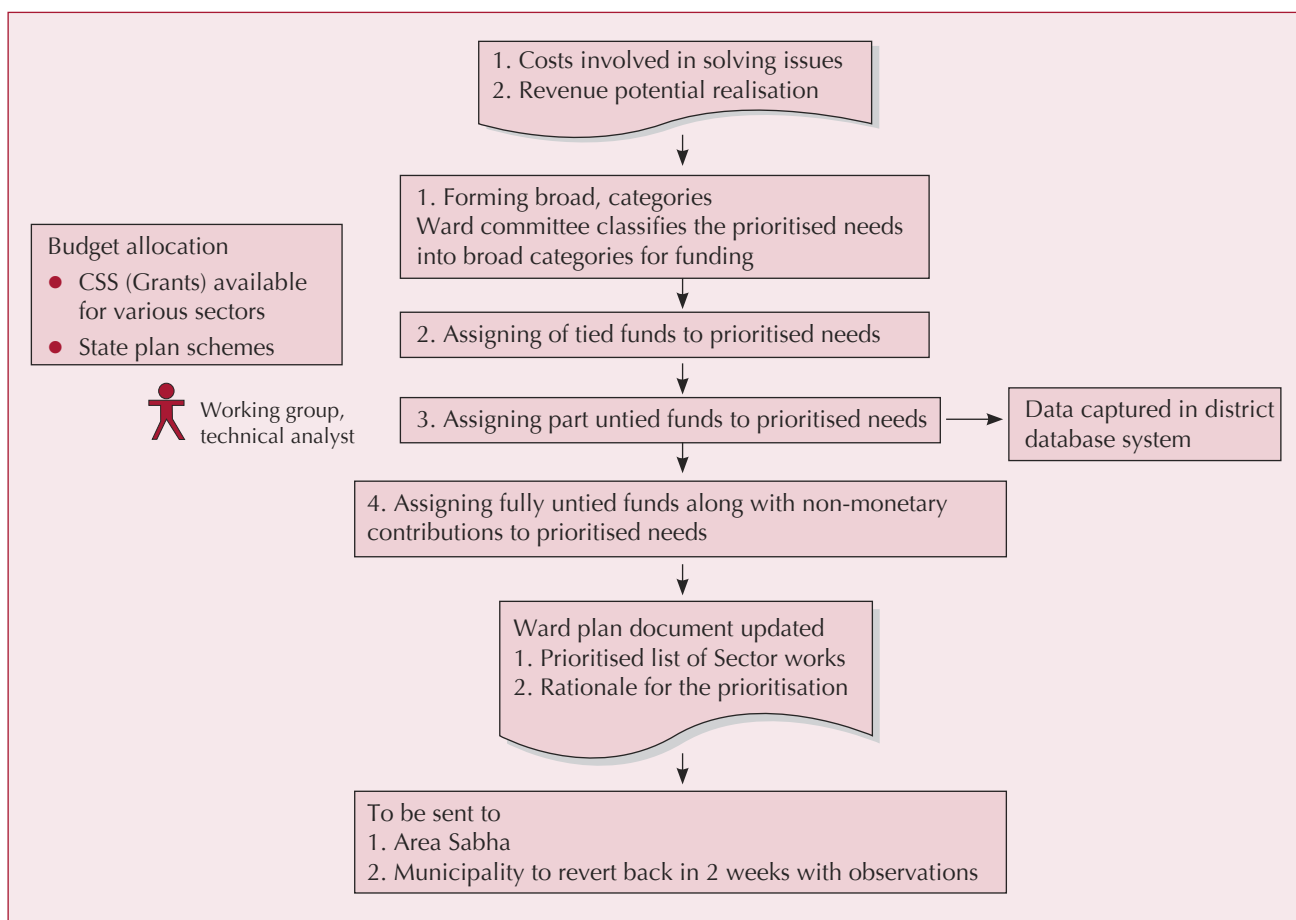 1. Costs involved in solving issues
2. Revenue potential realisation
1. Forming broad, categories
Ward committee classifies the prioritised needs
into broad categories for funding
Budget allocation
● CSS (Grants) available
for various sectors
● State plan schemes
2. Assigning of tied funds to prioritised needs
Working group,
technical analyst
3. Assigning part untied funds to prioritised needs
Data captured in district
database system
4. Assigning fully untied funds along with non-monetary
contributions to prioritised needs
Ward plan document updated
1. Prioritised list of Sector works
2. Rationale for the prioritisation
To be sent to
1. Area Sabha
2. Municipality to revert back in 2 weeks with observations